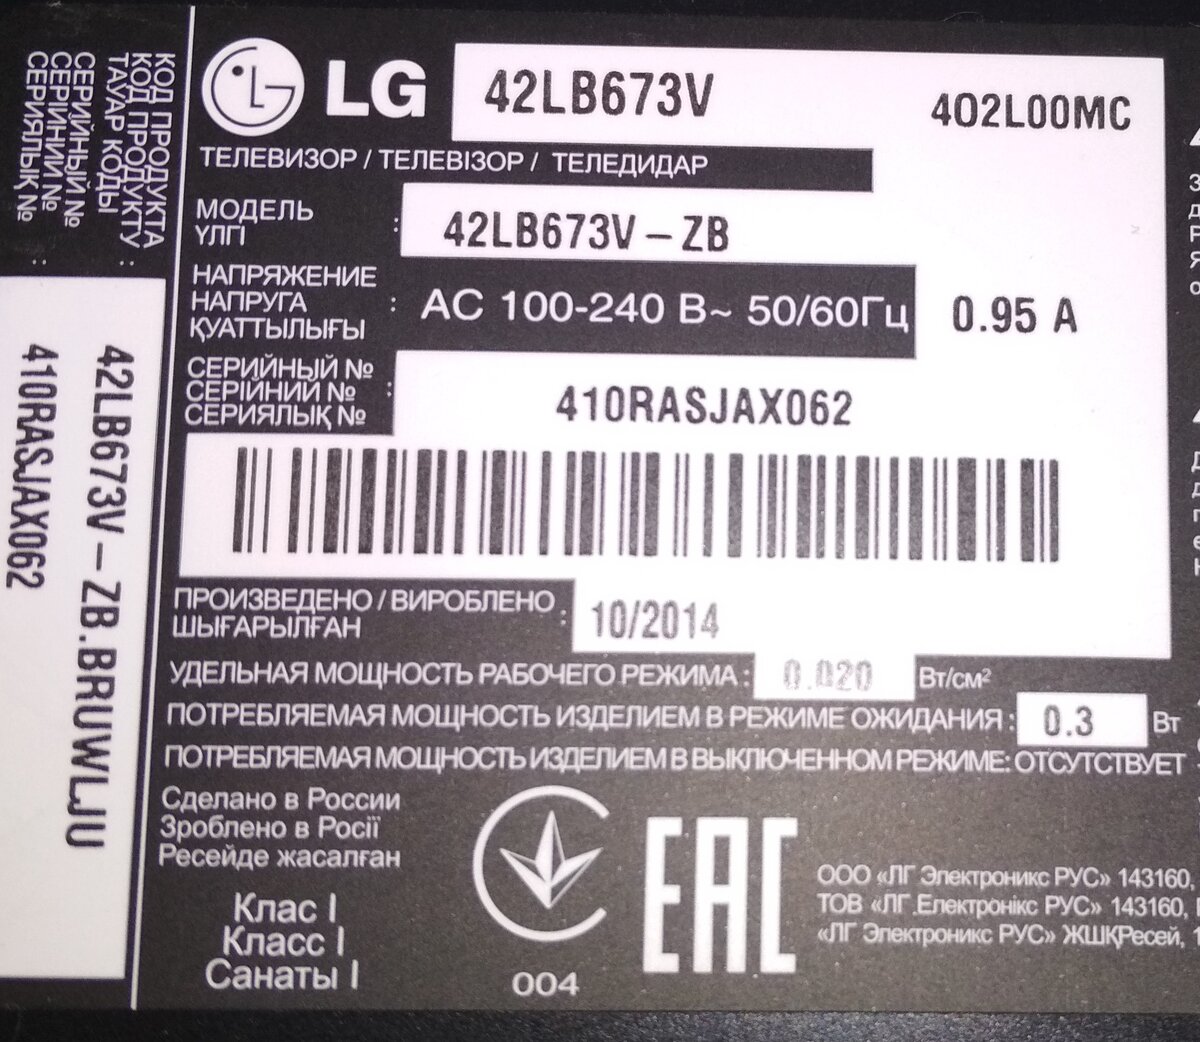 КОД ПРОДУКТА
КОД ПРОДУКТУ :
ТАУАР КОДЫ
СЕРИЙНЫЙ №
СЕРІЙНИЙ № :
СЕРИЯЛЫК №
42LB673V – ZB.BRUWLJU
410RASJAX062
LG
42LB673V
402L00MC
ТЕЛЕВИЗОР / ТЕЛЕВІЗОР / ТЕЛЕДИДАР
МОДЕЛЬ
ҮЛГІ
: 42LB673V – ZB
НАПРЯЖЕНИЕ
НАПРУГА
ҚУАТТЫЛЫҒЫ
: AC 100-240 В~ 50/60Гц 0.95 A
СЕРИЙНЫЙ №
СЕРІЙНИЙ №
СЕРИЯЛЫҚ №
: 410RASJAX062
ПРОИЗВЕДЕНО / ВИРОБЛЕНО
ШЫҒАРЫЛҒАН
: 10/2014
УДЕЛЬНАЯ МОЩНОСТЬ РАБОЧЕГО РЕЖИМА : 0.020 Вт/см²
ПОТРЕБЛЯЕМАЯ МОЩНОСТЬ ИЗДЕЛИЕМ В РЕЖИМЕ ОЖИДАНИЯ : 0.3 Вт
ПОТРЕБЛЯЕМАЯ МОЩНОСТЬ ИЗДЕЛИЕМ В ВЫКЛЮЧЕННОМ РЕЖИМЕ: ОТСУТСТВУЕТ
Сделано в России
Зроблено в Росії
Ресейде жасалған
Клас I
Класс I
Санаты I
004
EAC
ООО «ЛГ Электроникс РУС» 143160,
ТОВ «ЛГ Електронікс РУС» 143160,
«ЛГ Электроникс РУС» ЖШҚРесей,